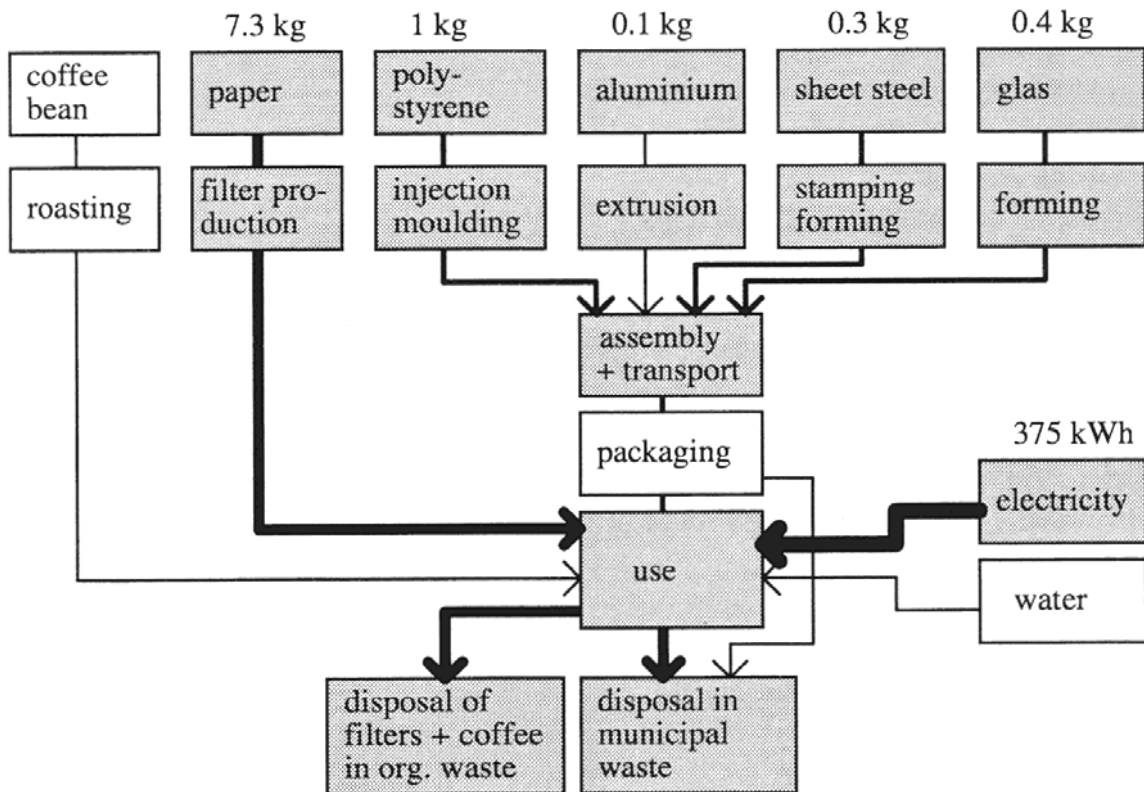 7.3 kg
1 kg
0.1 kg
0.3 kg
0.4 kg
coffee
bean
paper
poly-
styrene
aluminium
sheet steel
glas
roasting
filter pro-
duction
injection
moulding
extrusion
stamping
forming
forming
assembly
+ transport
packaging
375 kWh
electricity
use
water
disposal of
filters + coffee
in org. waste
disposal in
municipal
waste